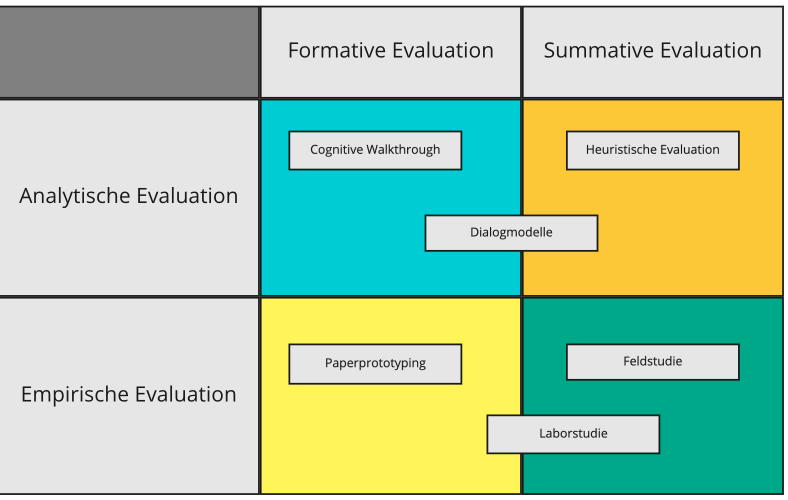 Formative Evaluation
Summative Evaluation
Analytische Evaluation
Cognitive Walkthrough
Heuristische Evaluation
Dialogmodelle
Empirische Evaluation
Paperprototyping
Feldstudie
Laborstudie